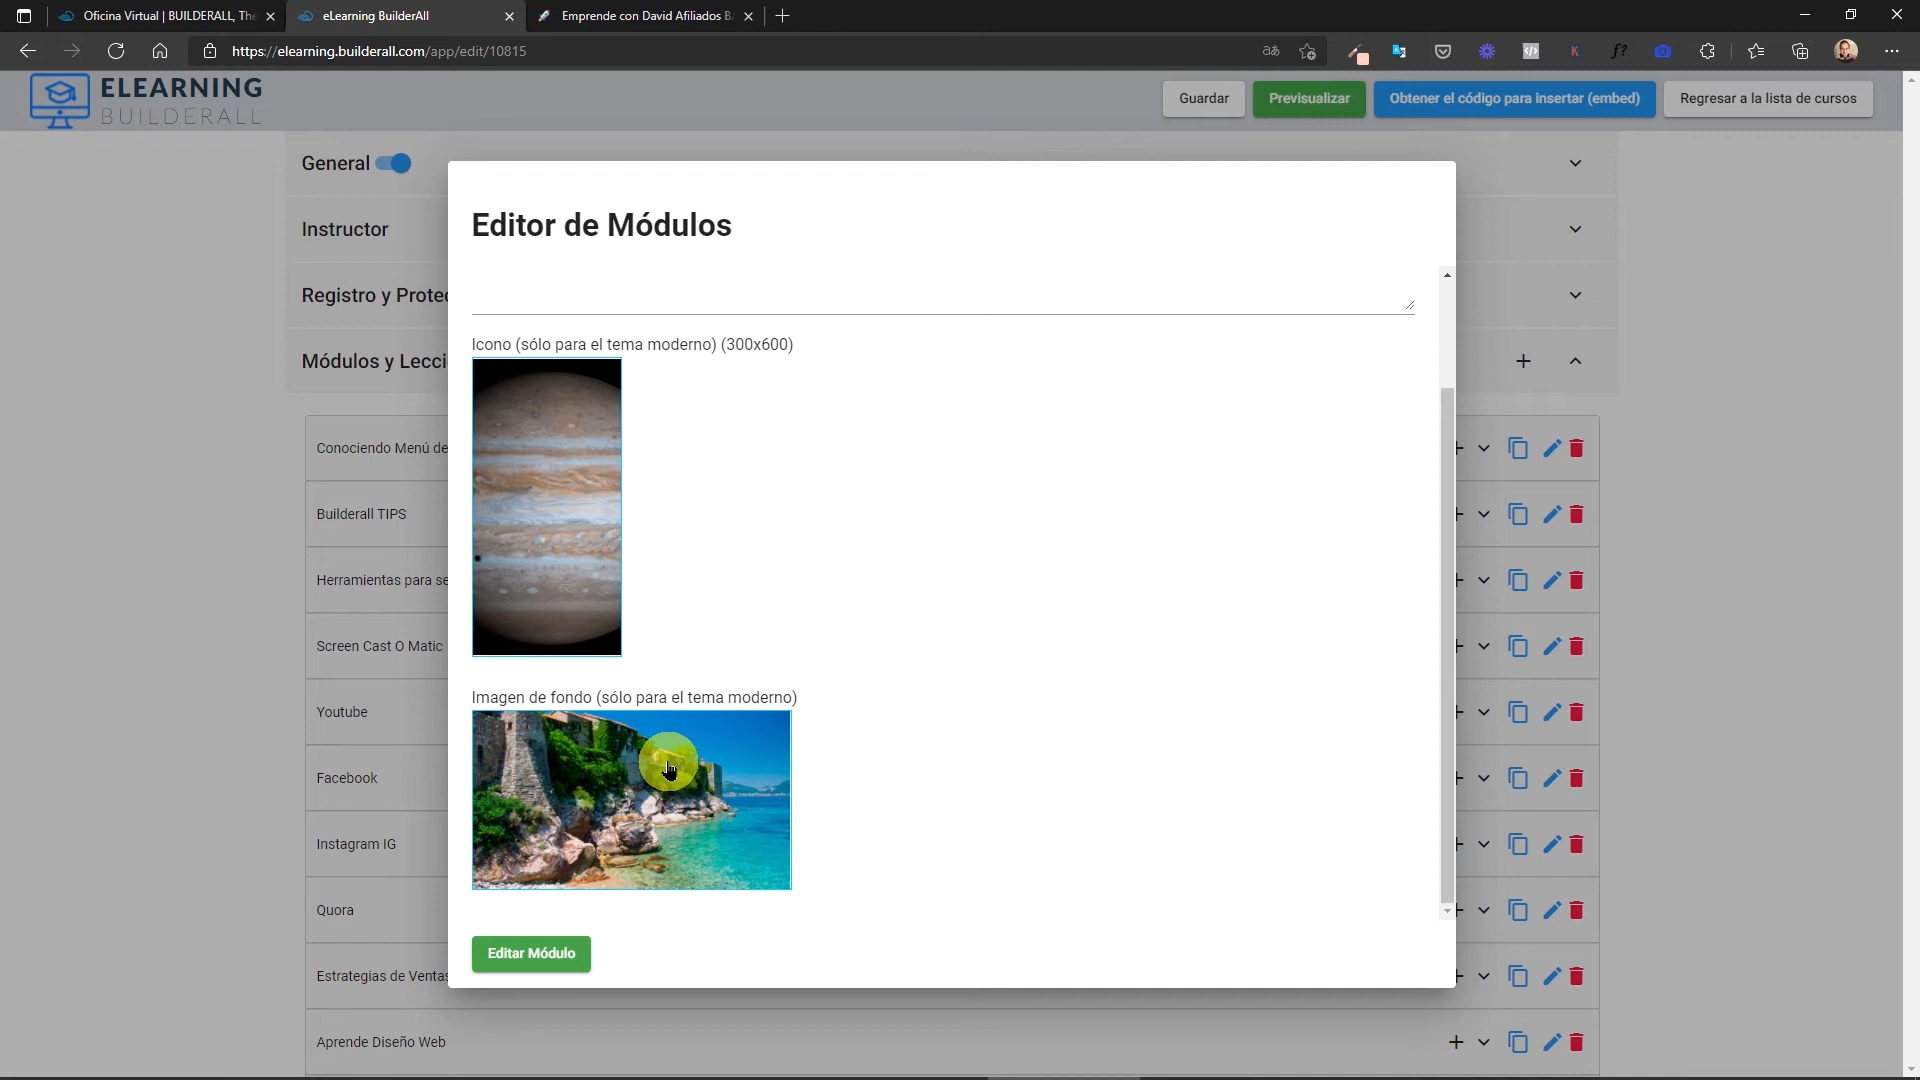 Oficina Virtual | BUILDERALL, The
eLearning BuilderAll
Emprende con David Afiliados B
https://elearning.builderall.com/app/edit/10815
ELEARNING
BUILDERALL
Guardar
Previsualizar
Obtener el código para insertar (embed)
Regresar a la lista de cursos
General
Instructor
Registro y Protec
Módulos y Lecci
Editor de Módulos
Icono (sólo para el tema moderno) (300x600)
Imagen de fondo (sólo para el tema moderno)
Editar Módulo
Conociendo Menú de
Builderall TIPS
Herramientas para se
Screen Cast O Matic
Youtube
Facebook
Instagram IG
Quora
Estrategias de Ventas
Aprende Diseño Web